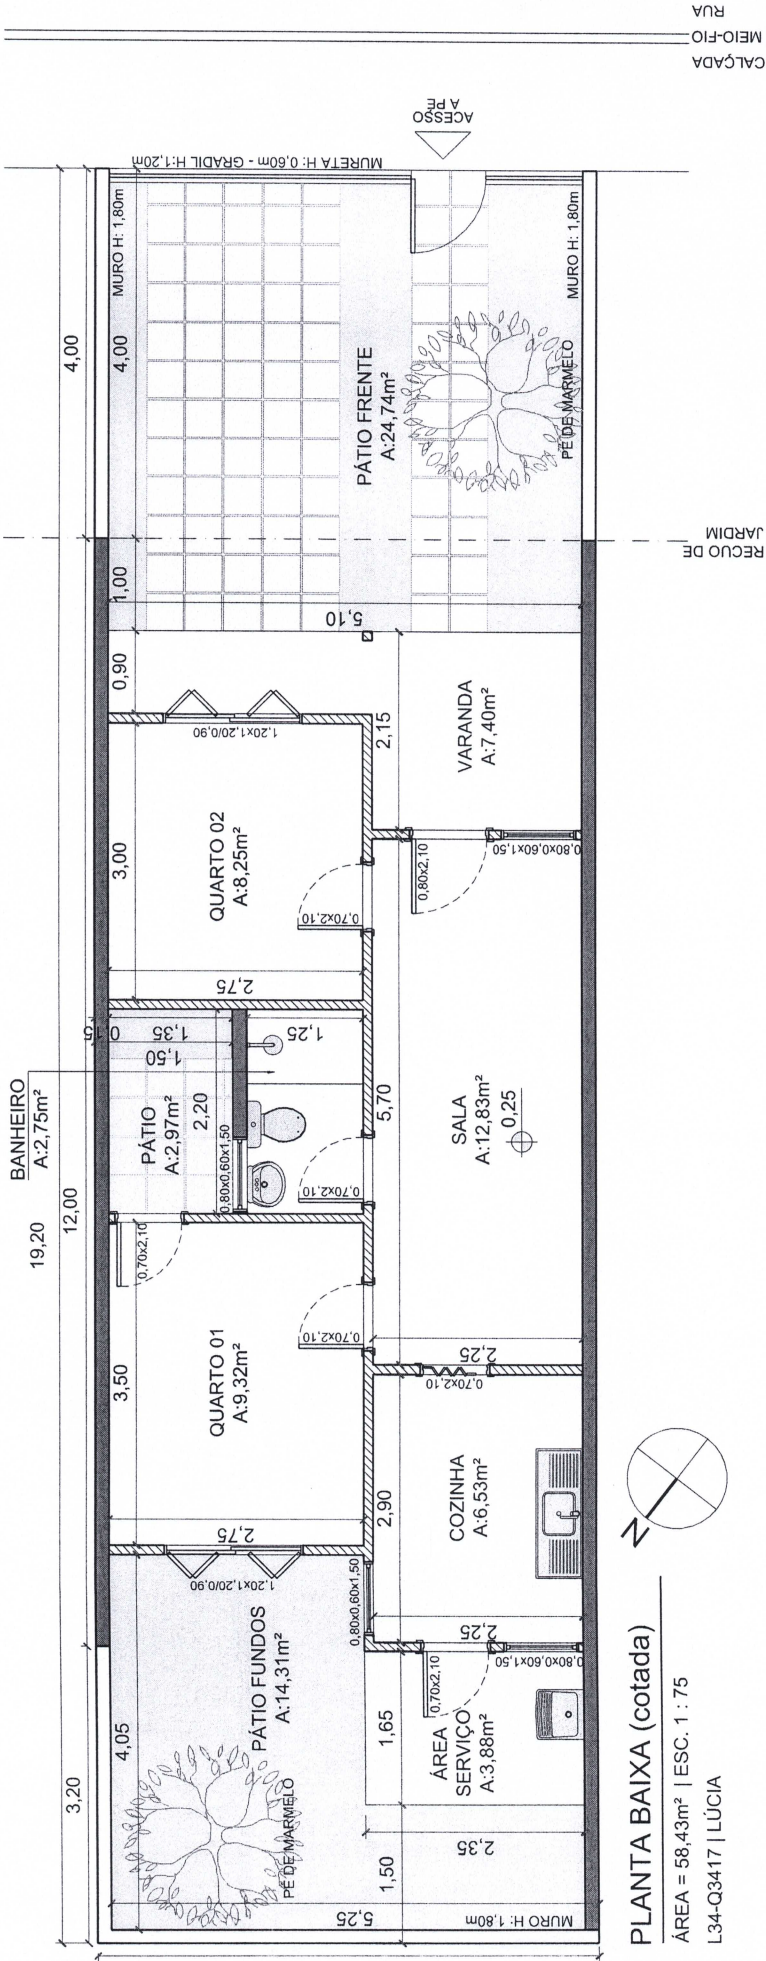 RUA
MEIO-FIO
CALÇADA
ACESSO
A PÉ
MURETA H: 0,60m - GRADIL H:1,20m
MURO H: 1,80m
MURO H: 1,80m
4,00
4,00
PÁTIO FRENTE
A:24,74m²
PÉ DE MARMELO
RECUO DE
JARDIM
1,00
5,10
0,90
VARANDA
A:7,40m²
2,15
1,20x1,20/0,90
0,80x0,60x1,50
0,80x2,10
QUARTO 02
A:8,25m²
3,00
0,70x2,10
2,75
0,15
1,35
1,50
1,25
BANHEIRO
A:2,75m²
PÁTIO
A:2,97m²
2,20
0,80x0,60x1,50
0,70x2,10
5,70
SALA
A:12,83m²
0,25
19,20
12,00
0,70x2,10
QUARTO 01
A:9,32m²
3,50
0,70x2,10
2,25
0,70x2,10
2,75
1,20x1,20/0,90
COZINHA
A:6,53m²
2,90
0,80x0,60x1,50
2,25
0,80x0,60x1,50
0,70x2,10
PÁTIO FUNDOS
A:14,31m²
4,05
3,20
PÉ DE MARMELO
ÁREA
SERVIÇO
A:3,88m²
1,65
2,35
1,50
5,25
MURO H: 1,80m
N
PLANTA BAIXA (cotada)
ÁREA = 58,43m² | ESC. 1 : 75
L34-Q3417 | LÚCIA